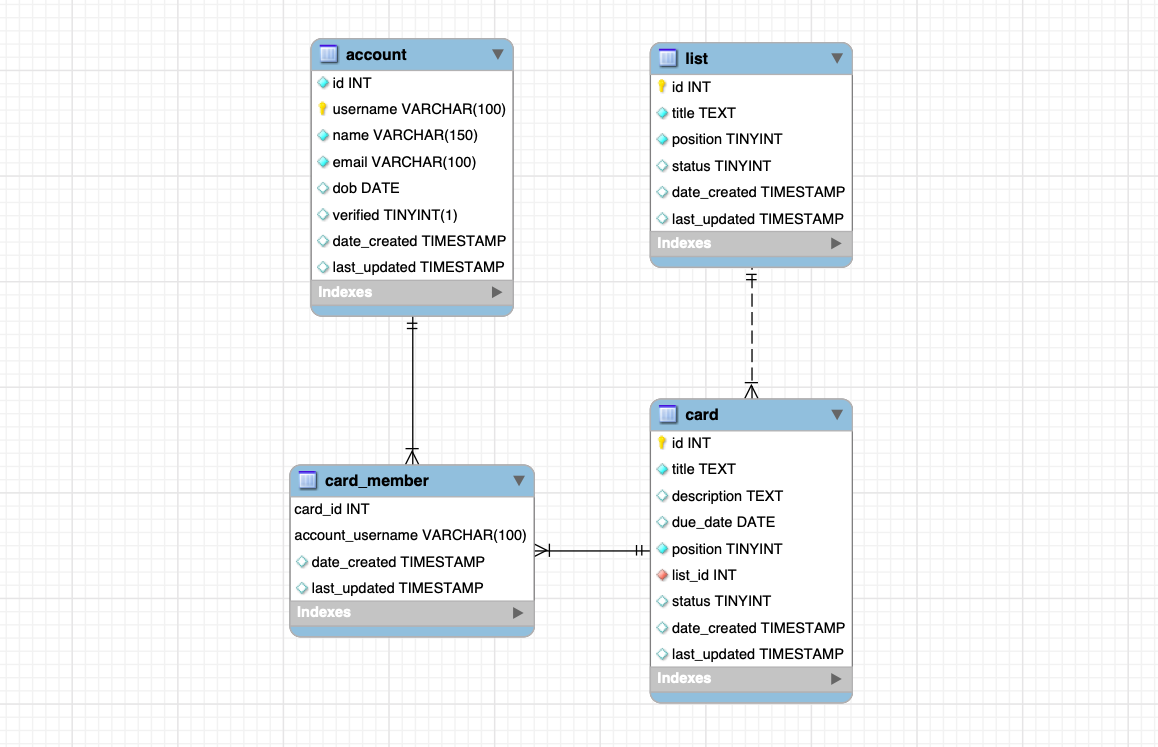 account
id INT
username VARCHAR(100)
name VARCHAR(150)
email VARCHAR(100)
dob DATE
verified TINYINT(1)
date_created TIMESTAMP
last_updated TIMESTAMP
Indexes
list
id INT
title TEXT
position TINYINT
status TINYINT
date_created TIMESTAMP
last_updated TIMESTAMP
Indexes
card_member
card_id INT
account_username VARCHAR(100)
date_created TIMESTAMP
last_updated TIMESTAMP
Indexes
card
id INT
title TEXT
description TEXT
due_date DATE
position TINYINT
list_id INT
status TINYINT
date_created TIMESTAMP
last_updated TIMESTAMP
Indexes